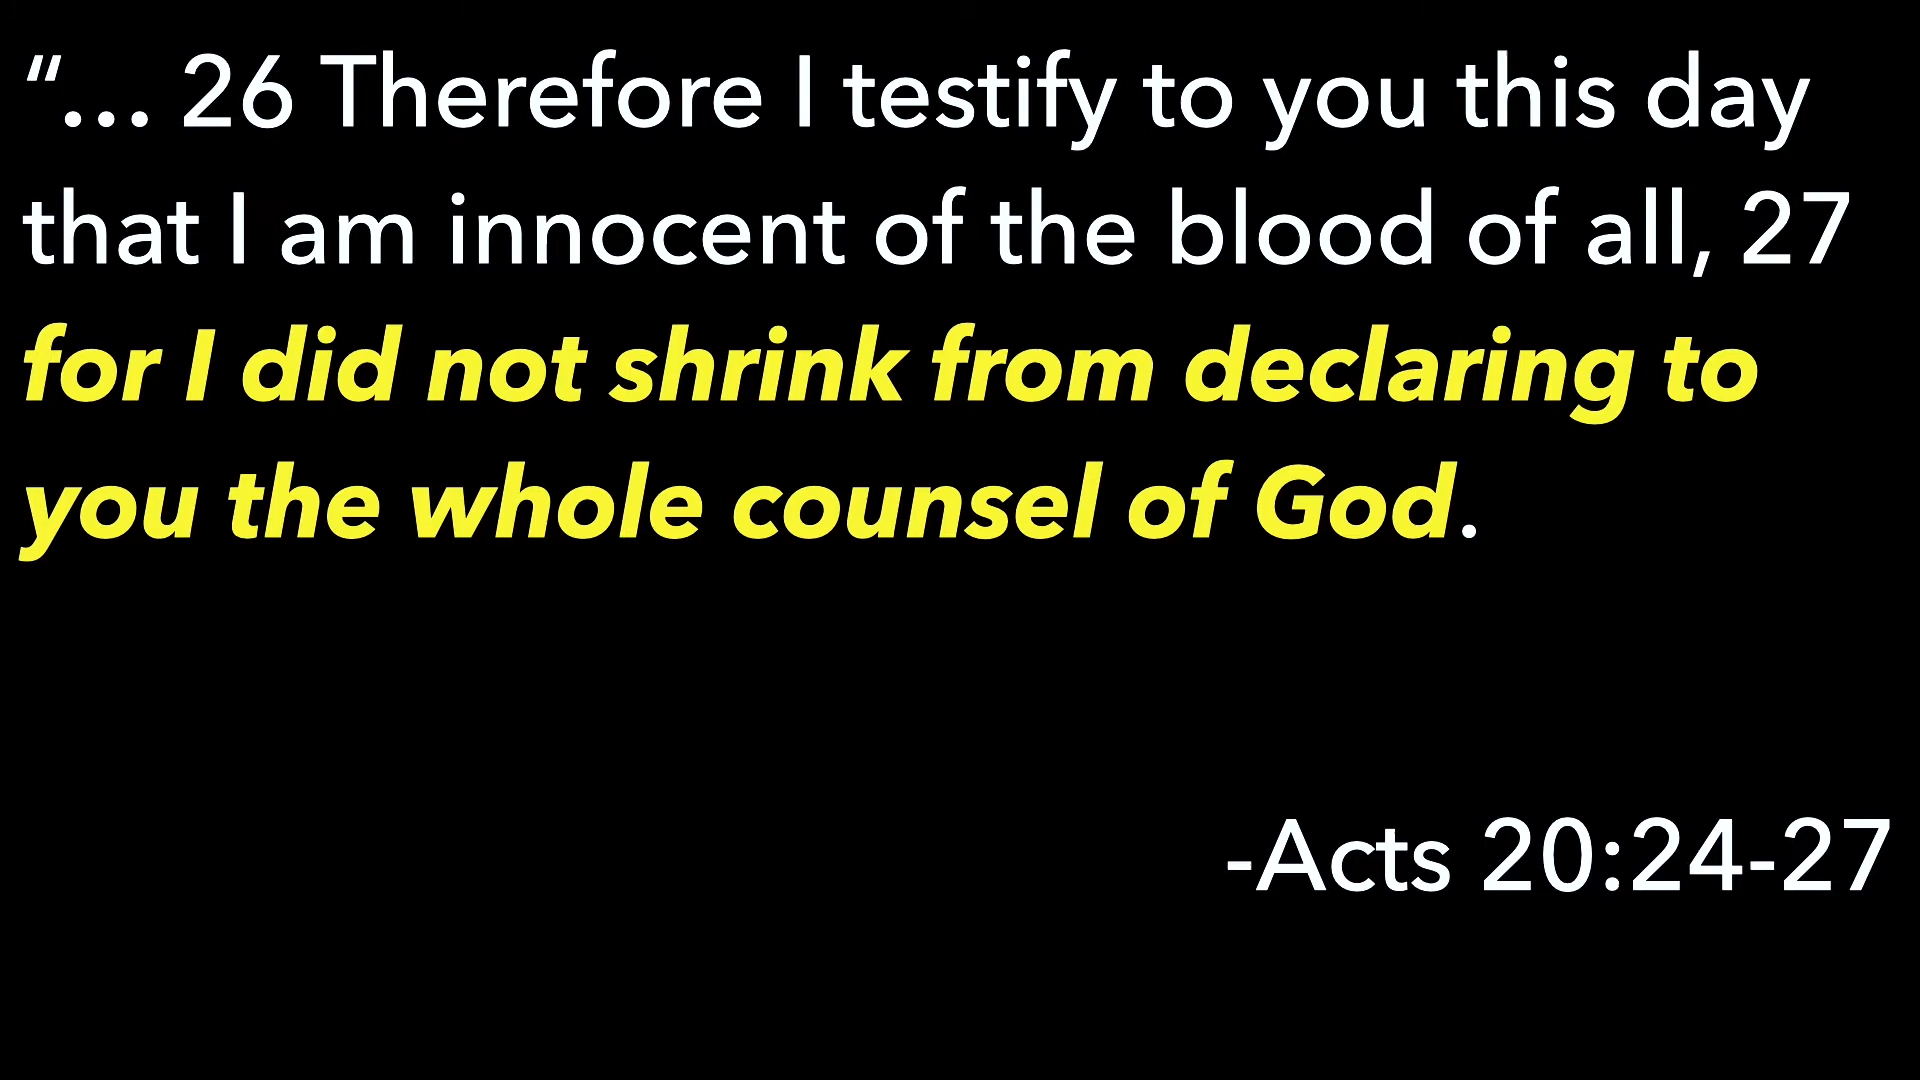 “… 26 Therefore I testify to you this day
that I am innocent of the blood of all, 27
for I did not shrink from declaring to
you the whole counsel of God.
-Acts 20:24-27